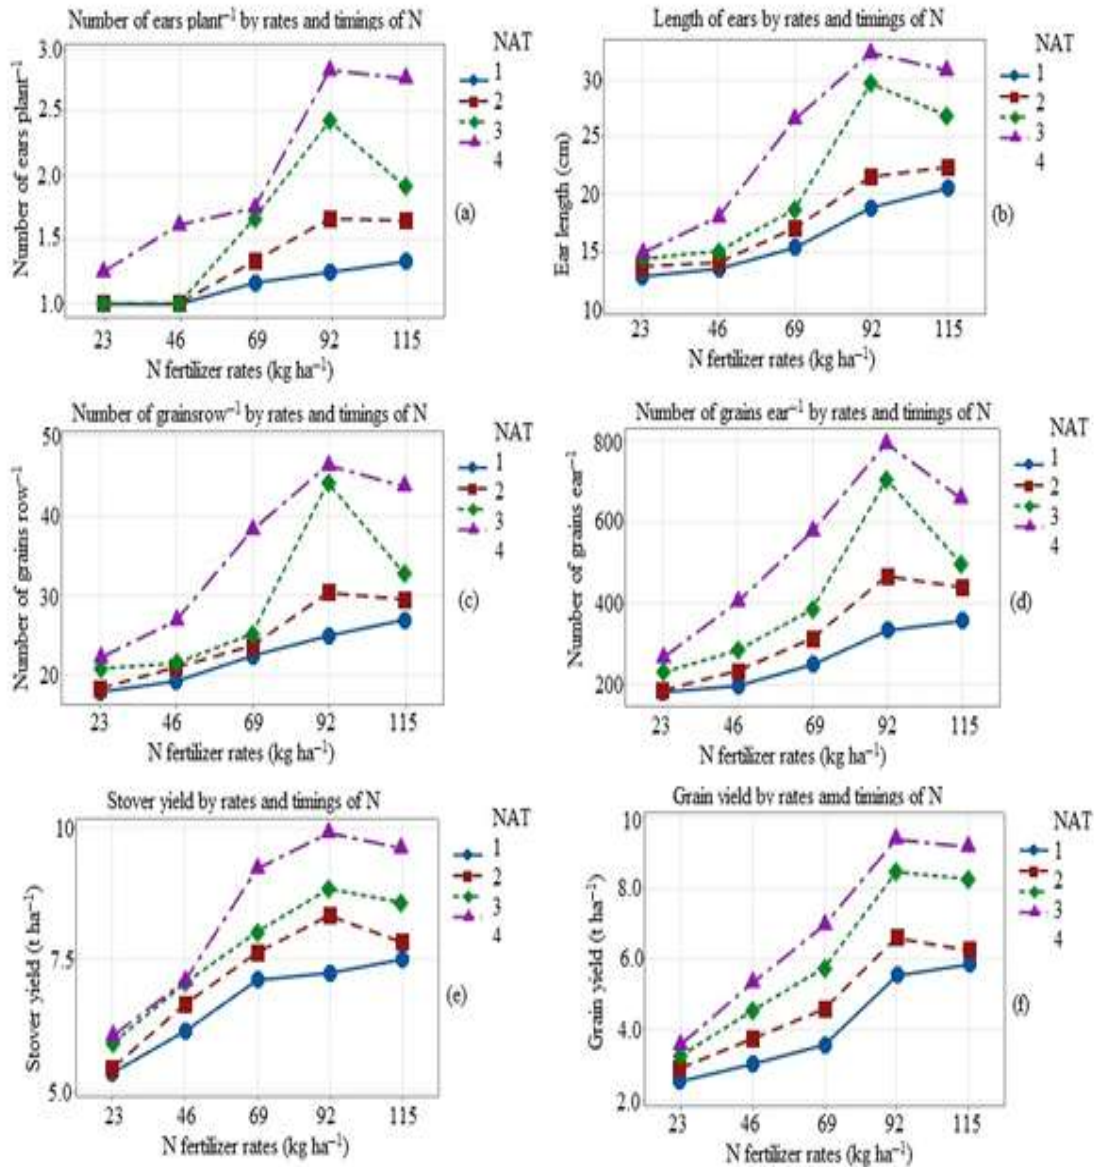 Number of ears plant⁻¹ by rates and timings of N
3.0
2.5
2.0
1.5
1.0
Number of ears plant⁻¹
23 46 69 92 115
N fertilizer rates (kg ha⁻¹)
NAT
1
2
3
4
(a)
Length of ears by rates and timings of N
30
25
20
15
10
Ear length (cm)
23 46 69 92 115
N fertilizer rates (kg ha⁻¹)
NAT
1
2
3
4
(b)
Number of grainsrow⁻¹ by rates and timings of N
50
40
30
20
Number of grains row⁻¹
23 46 69 92 115
N fertilizer rates (kg ha⁻¹)
NAT
1
2
3
4
(c)
Number of grains ear⁻¹ by rates and timings of N
800
600
400
200
Number of grains ear⁻¹
23 46 69 92 115
N fertilizer rates (kg ha⁻¹)
NAT
1
2
3
4
(d)
Stover yield by rates and timings of N
10
7.5
5.0
Stover yield (t ha⁻¹)
23 46 69 92 115
N fertilizer rates (kg ha⁻¹)
NAT
1
2
3
4
(e)
Grain yield by rates amd timings of N
10
8.0
6.0
4.0
2.0
Grain yield (t ha⁻¹)
23 46 69 92 115
N fertilizer rates (kg ha⁻¹)
NAT
1
2
3
4
(f)